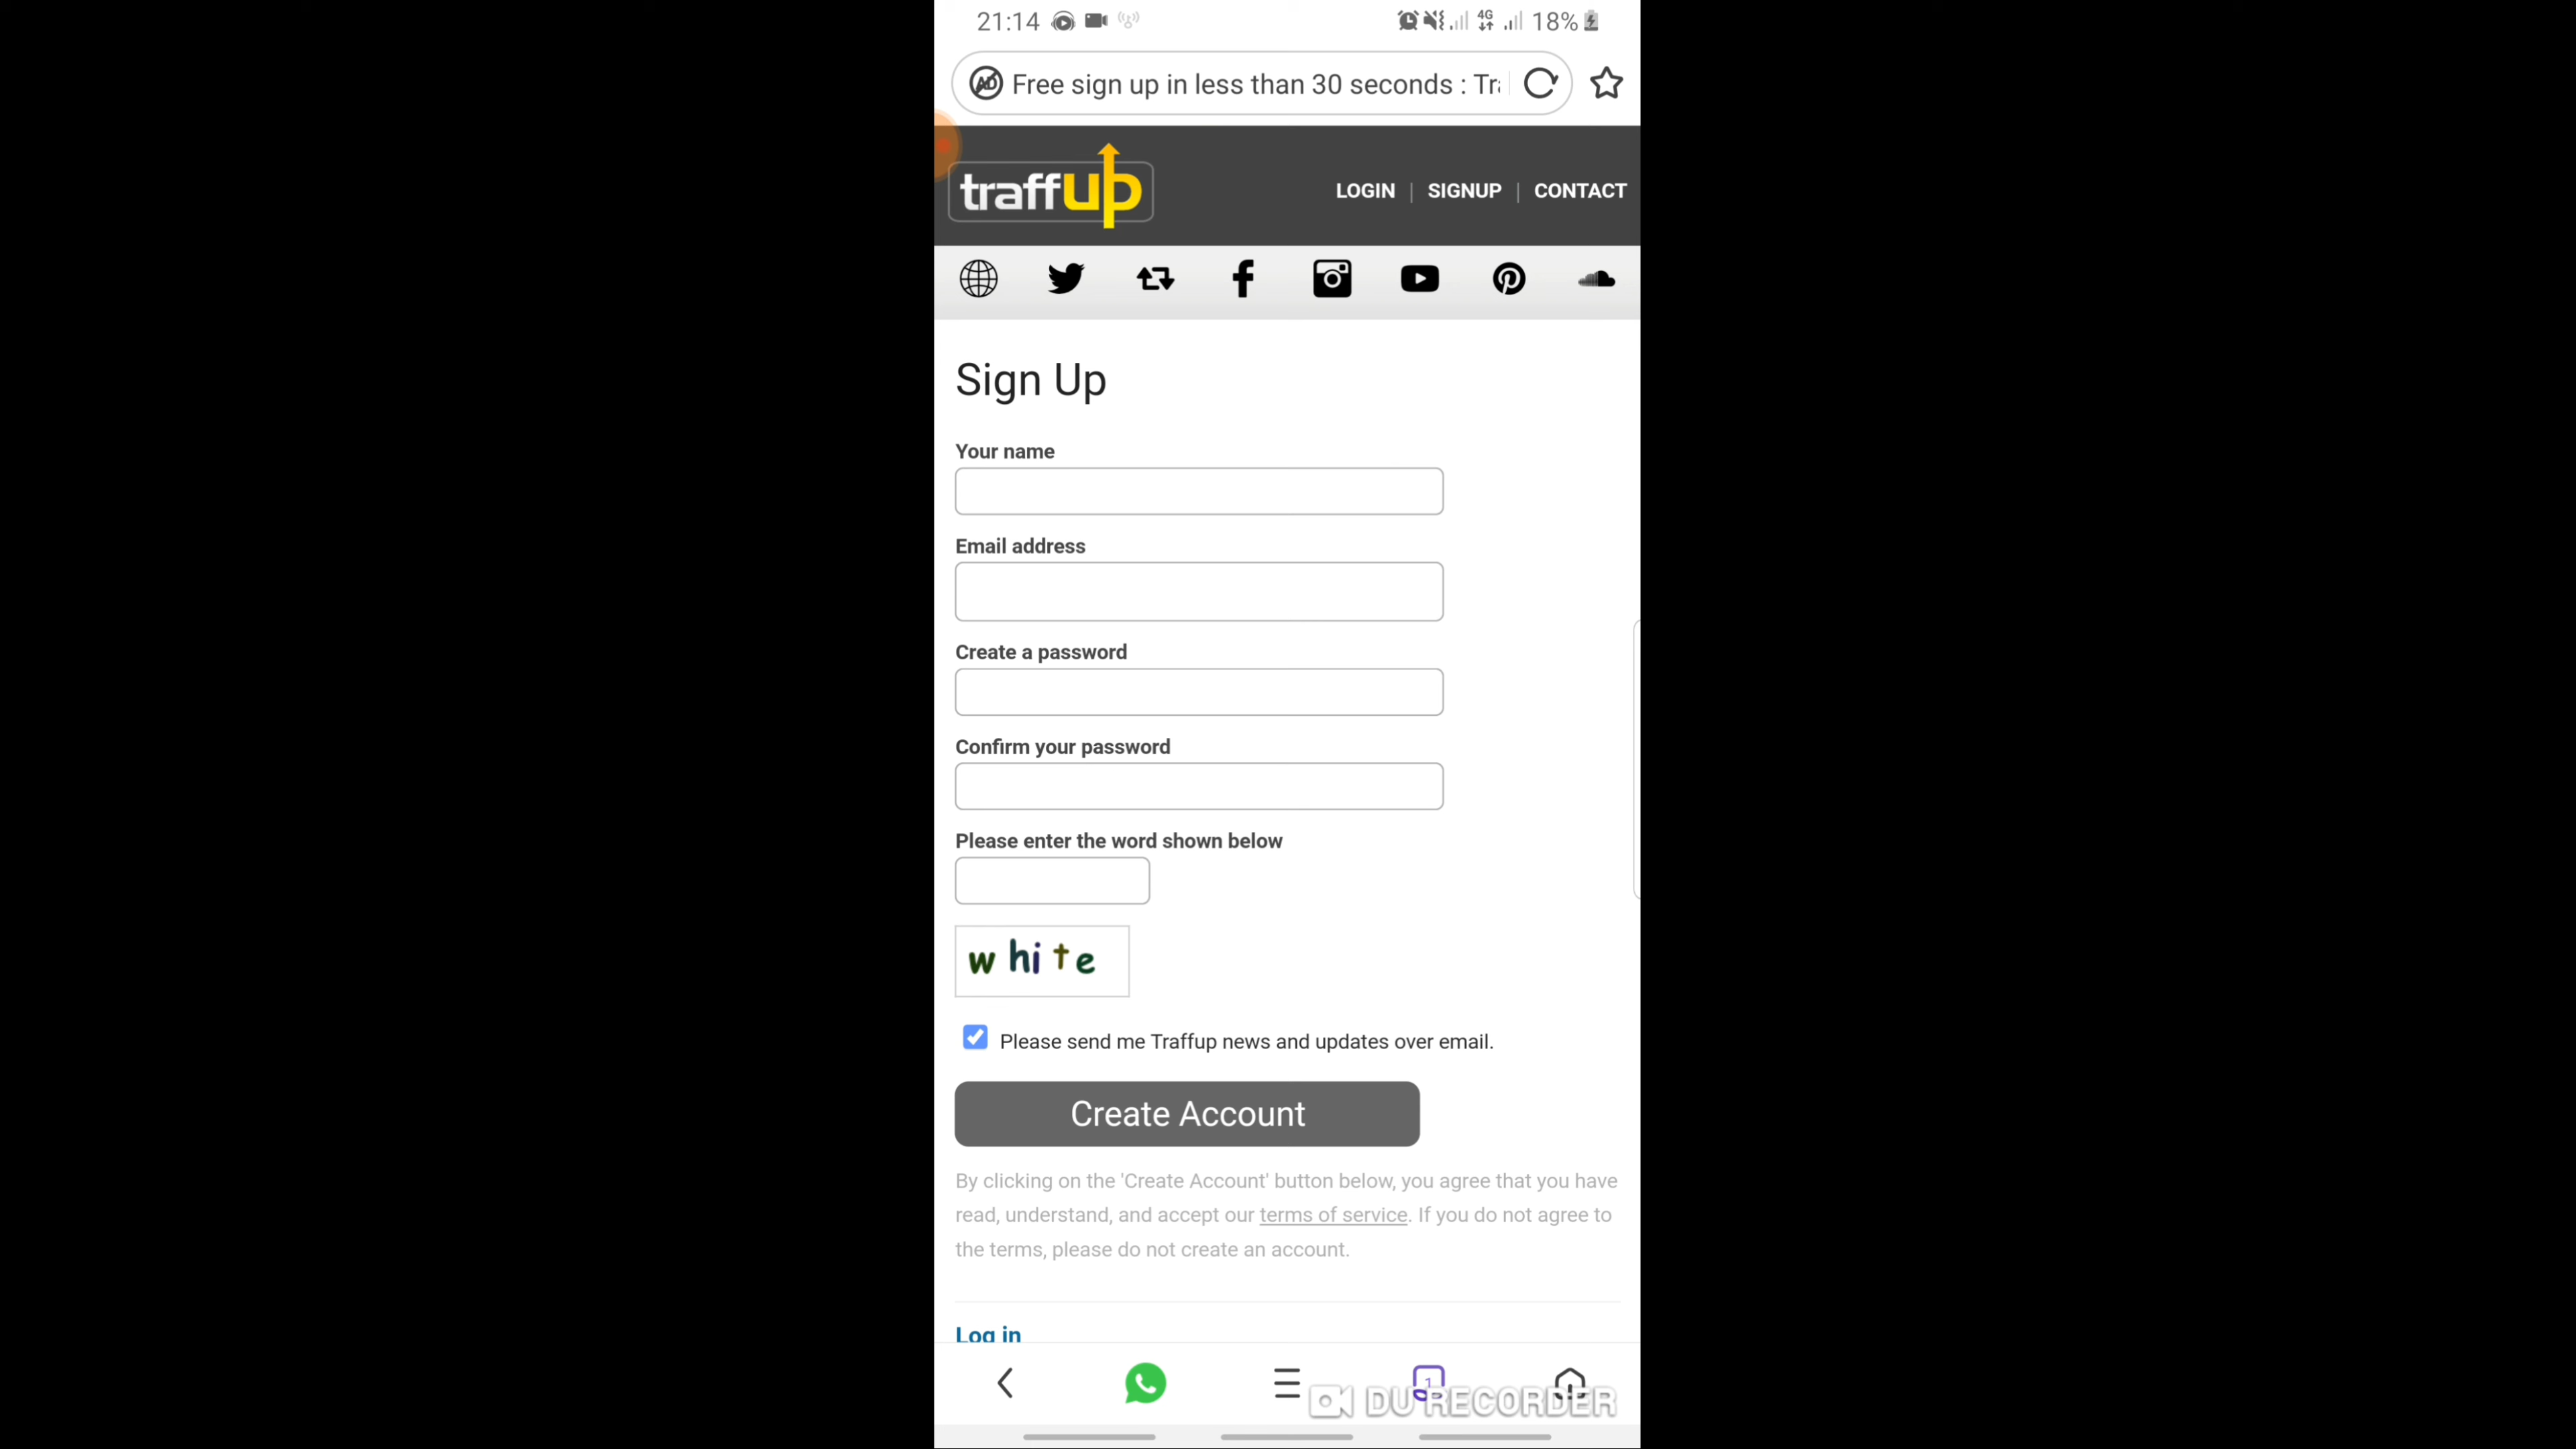 21:14 4G 18%
Free sign up in less than 30 seconds : Tr
traffup
LOGIN | SIGNUP | CONTACT
Sign Up
Your name
Email address
Create a password
Confirm your password
Please enter the word shown below
white
Please send me Traffup news and updates over email.
Create Account
By clicking on the 'Create Account' button below, you agree that you have
read, understand, and accept our terms of service. If you do not agree to
the terms, please do not create an account.
Log in
1
DU RECORDER